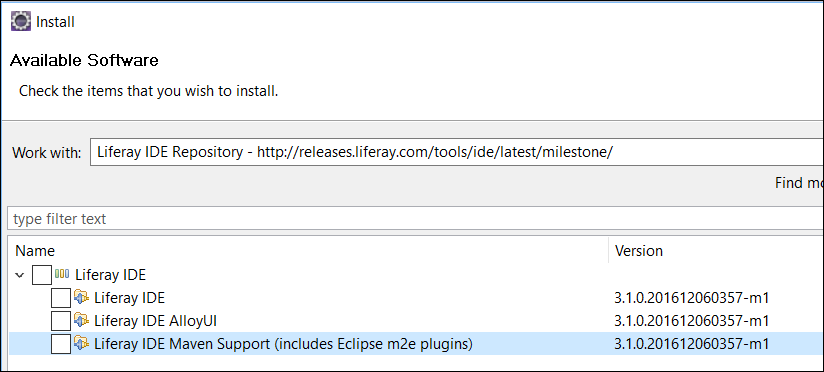 Install
Available Software
Check the items that you wish to install.
Work with: Liferay IDE Repository - http://releases.liferay.com/tools/ide/latest/milestone/
Find mo
type filter text
Name Version
Liferay IDE
Liferay IDE 3.1.0.201612060357-m1
Liferay IDE AlloyUI 3.1.0.201612060357-m1
Liferay IDE Maven Support (includes Eclipse m2e plugins) 3.1.0.201612060357-m1